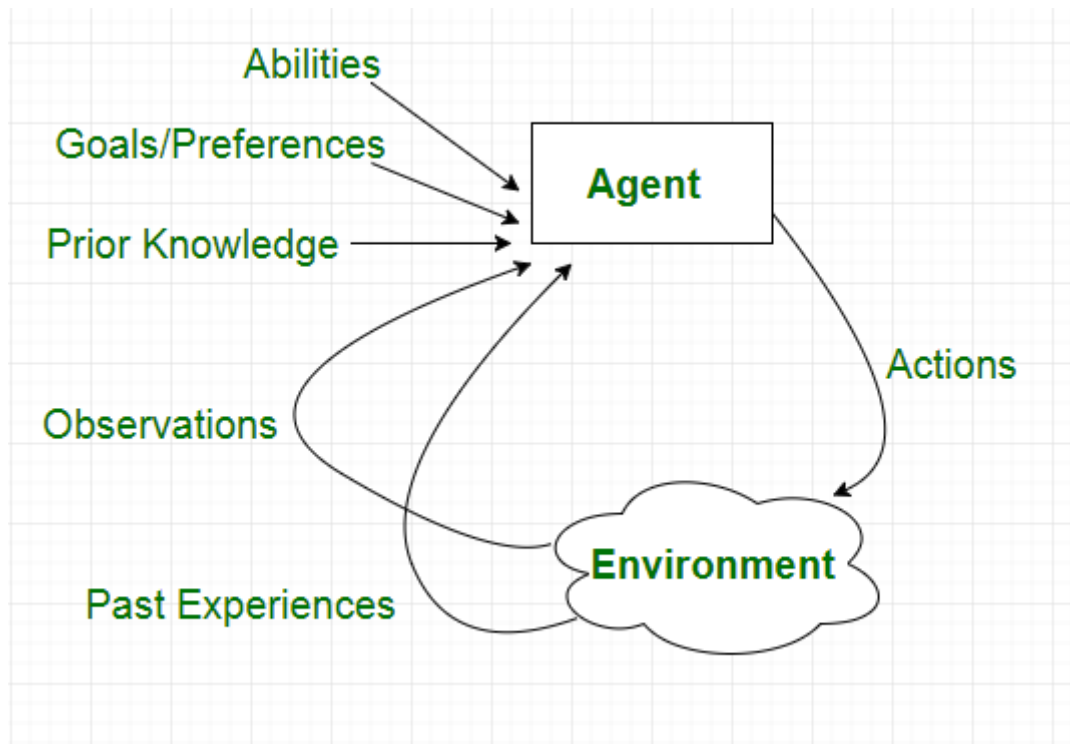 Abilities
Goals/Preferences
Agent
Prior Knowledge
Actions
Observations
Environment
Past Experiences